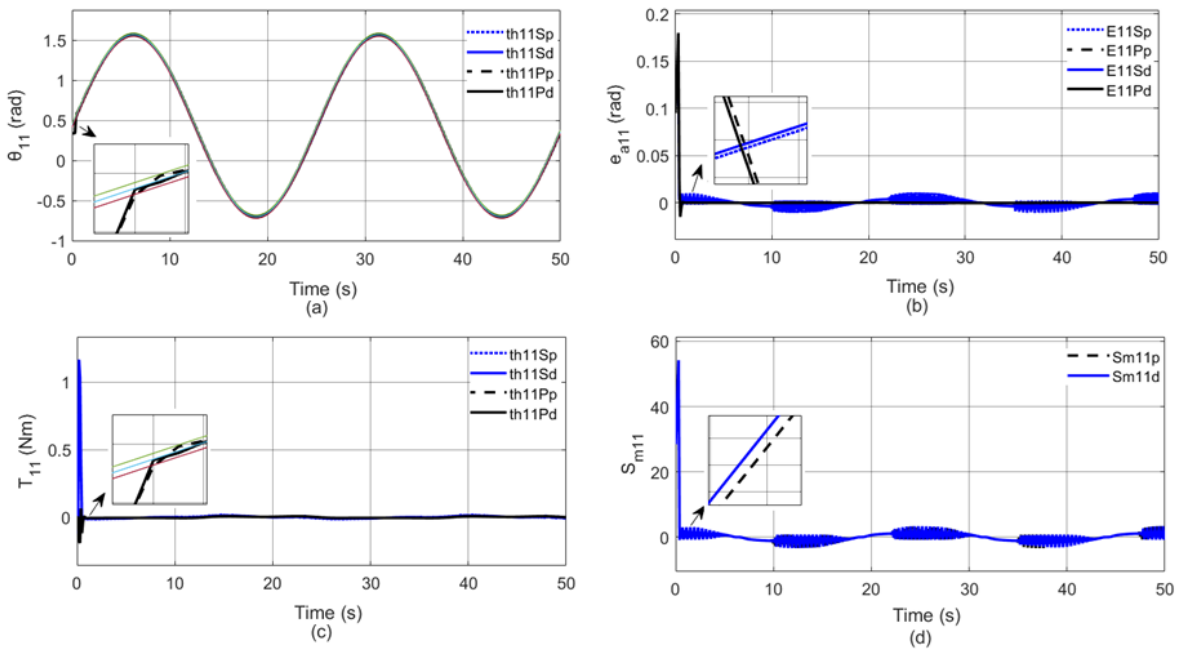 1.5
1
0.5
0
-0.5
-1
θ11 (rad)
th11Sp
th11Sd
th11Pp
th11Pd
0 10 20 30 40 50
Time (s)
(a)
0.2
0.15
0.1
0.05
0
ea11 (rad)
E11Sp
E11Pp
E11Sd
E11Pd
0 10 20 30 40 50
Time (s)
(b)
1
0.5
0
T11 (Nm)
th11Sp
th11Sd
th11Pp
th11Pd
0 10 20 30 40 50
Time (s)
(c)
60
40
20
0
Sm11
Sm11p
Sm11d
0 10 20 30 40 50
Time (s)
(d)